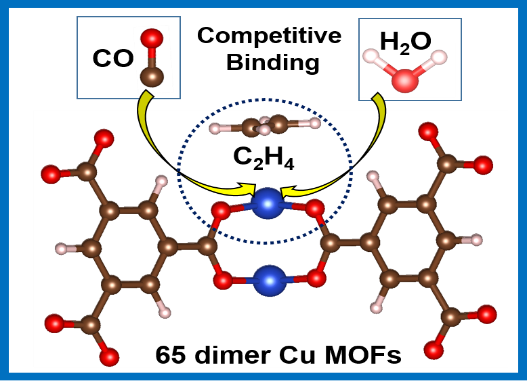 CO
Competitive
Binding
H₂O
C₂H₄
65 dimer Cu MOFs